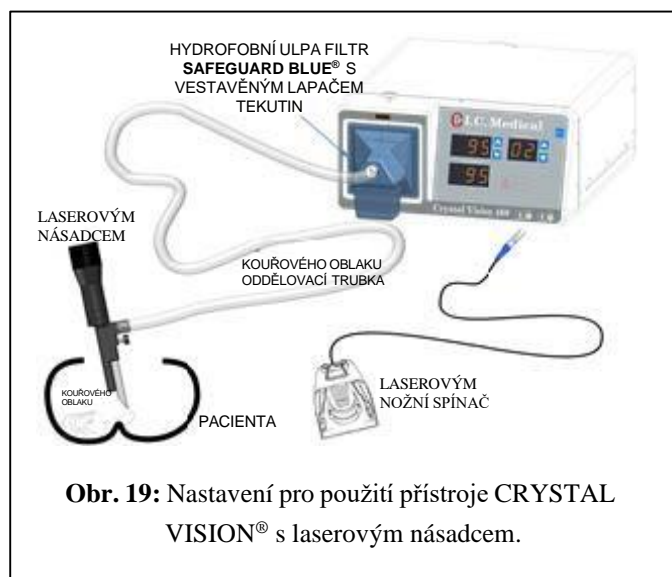 HYDROFOBNÍ ULPA FILTR
SAFEGUARD BLUE® S
VESTAVĚNÝM LAPAČEM
TEKUTIN
I.C. Medical
95 02
95
Crystal Vision
LASEROVÝM
NÁSADCEM
KOUŘOVÉHO OBLAKU
ODDĚLOVACÍ TRUBKA
KOUŘOVÉHO
OBLAKU
PACIENTA
LASEROVÝM
NOŽNÍ SPÍNAČ
Obr. 19: Nastavení pro použití přístroje CRYSTAL
VISION® s laserovým násadcem.